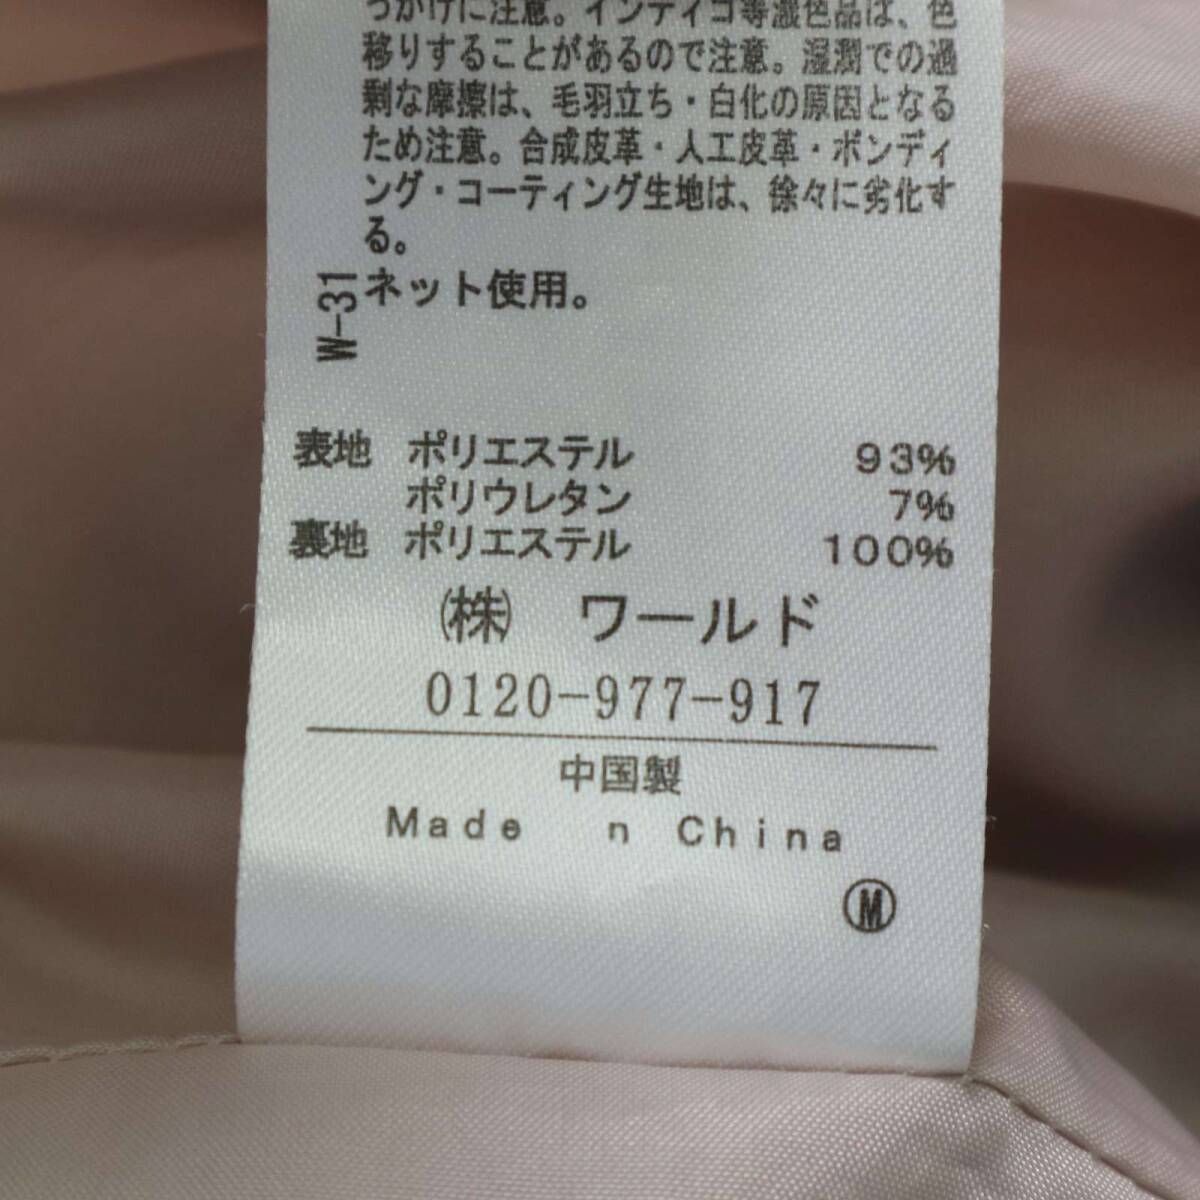 っかけに注意。インディゴ等濃色品は、色
移りすることがあるので注意。湿潤での過
剰な摩擦は、毛羽立ち・白化の原因となる
ため注意。合成皮革・人工皮革・ボンディ
ング・コーティング生地は、徐々に劣化す
る。
ネット使用。
W-31
表地 ポリエステル 93%
ポリウレタン 7%
裏地 ポリエステル 100%
㈱ ワールド
0120-977-917
中国製
Made n China
Ⓜ